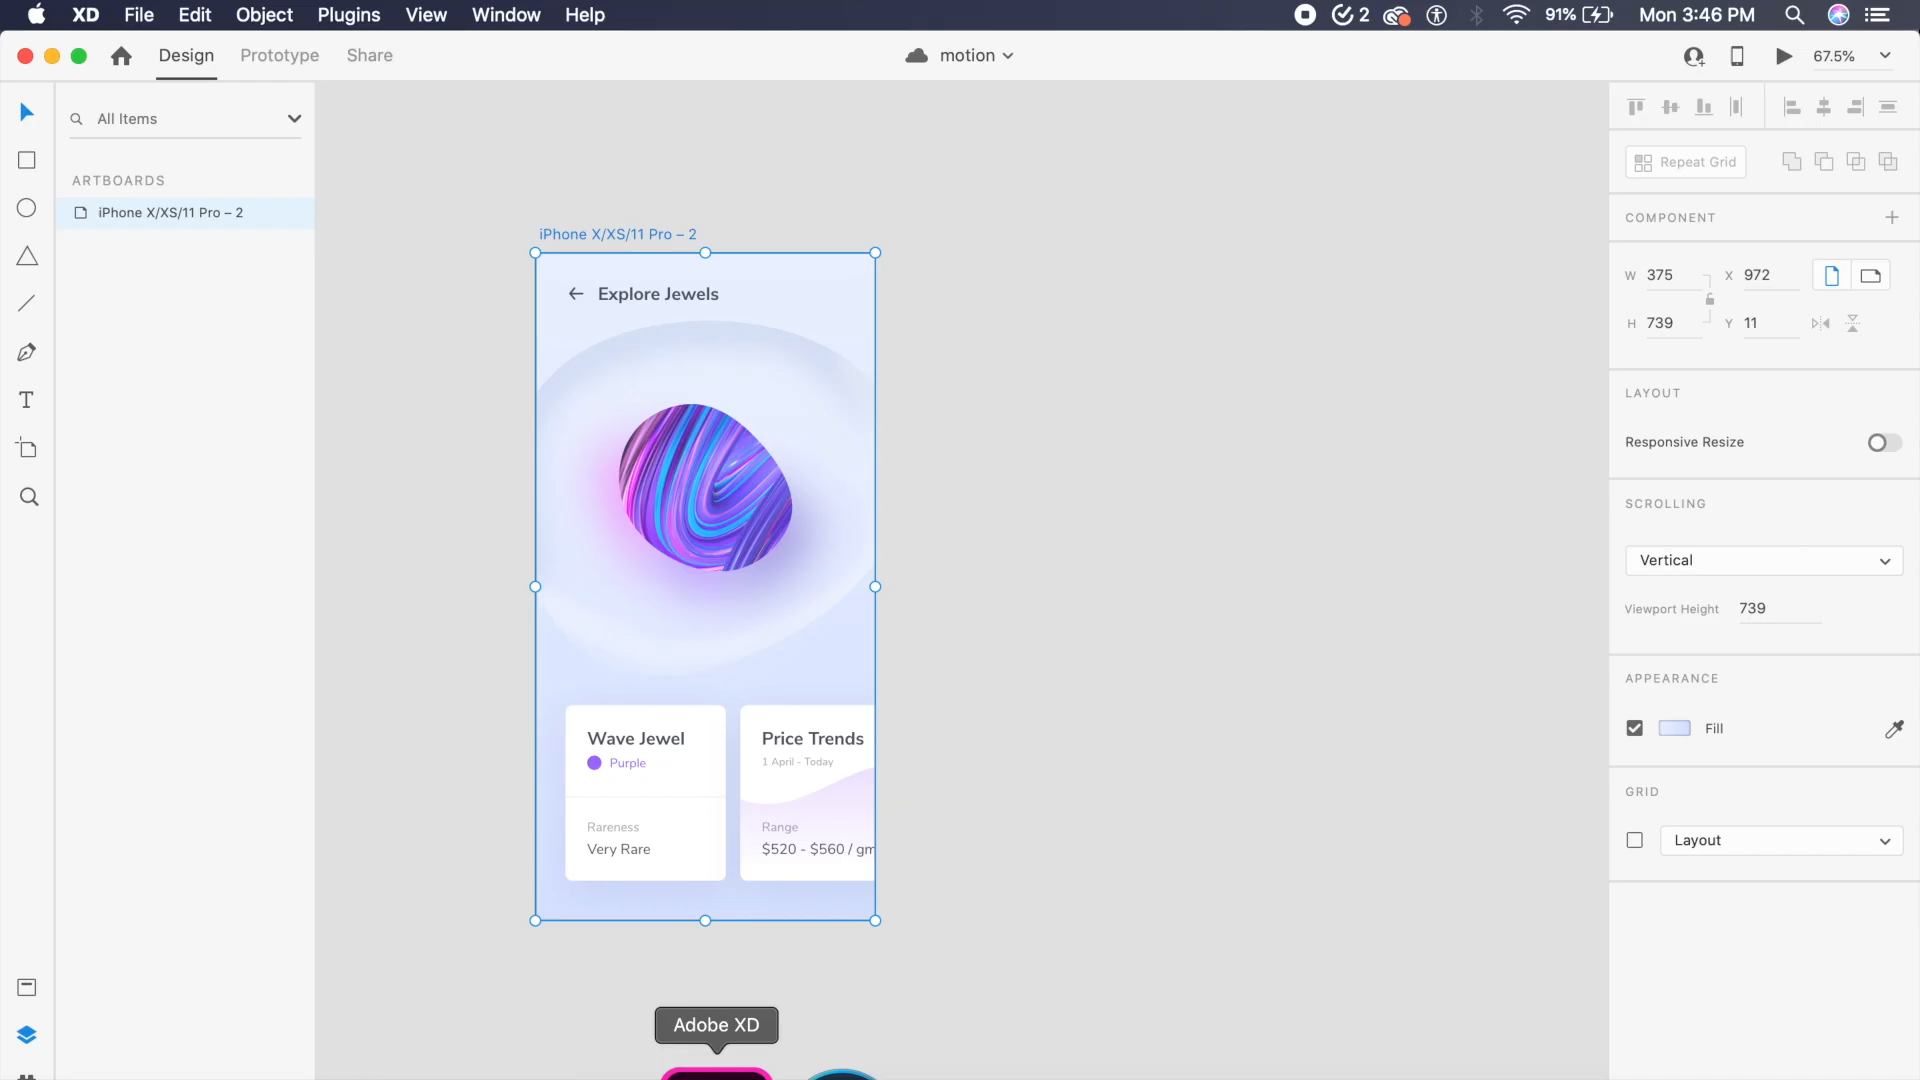 XD File Edit Object Plugins View Window Help
2 91% Mon 3:46 PM
Design Prototype Share
motion
67.5%
All Items
ARTBOARDS
iPhone X/XS/11 Pro – 2
iPhone X/XS/11 Pro – 2
Explore Jewels
Wave Jewel
Purple
Rareness
Very Rare
Price Trends
1 April - Today
Range
$520 - $560 / gm
Adobe XD
Repeat Grid
COMPONENT
W 375 X 972
H 739 Y 11
LAYOUT
Responsive Resize
SCROLLING
Vertical
Viewport Height 739
APPEARANCE
Fill
GRID
Layout